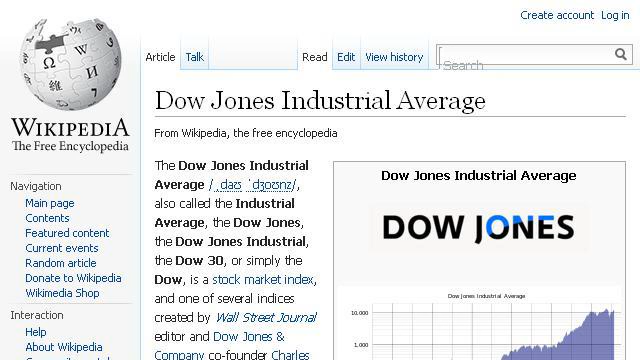 Create account Log in
Article Talk Read Edit View history Search
WIKIPEDIA
The Free Encyclopedia
Dow Jones Industrial Average
From Wikipedia, the free encyclopedia
Navigation
Main page
Contents
Featured content
Current events
Random article
Donate to Wikipedia
Wikimedia Shop
Interaction
Help
About Wikipedia
The Dow Jones Industrial
Average /ˌdaʊ ˈdʒoʊnz/,
also called the Industrial
Average, the Dow Jones,
the Dow Jones Industrial,
the Dow 30, or simply the
Dow, is a stock market index,
and one of several indices
created by Wall Street Journal
editor and Dow Jones &
Company co-founder Charles
Dow Jones Industrial Average
DOW JONES
Dow Jones Industrial Average
10.000
1.000